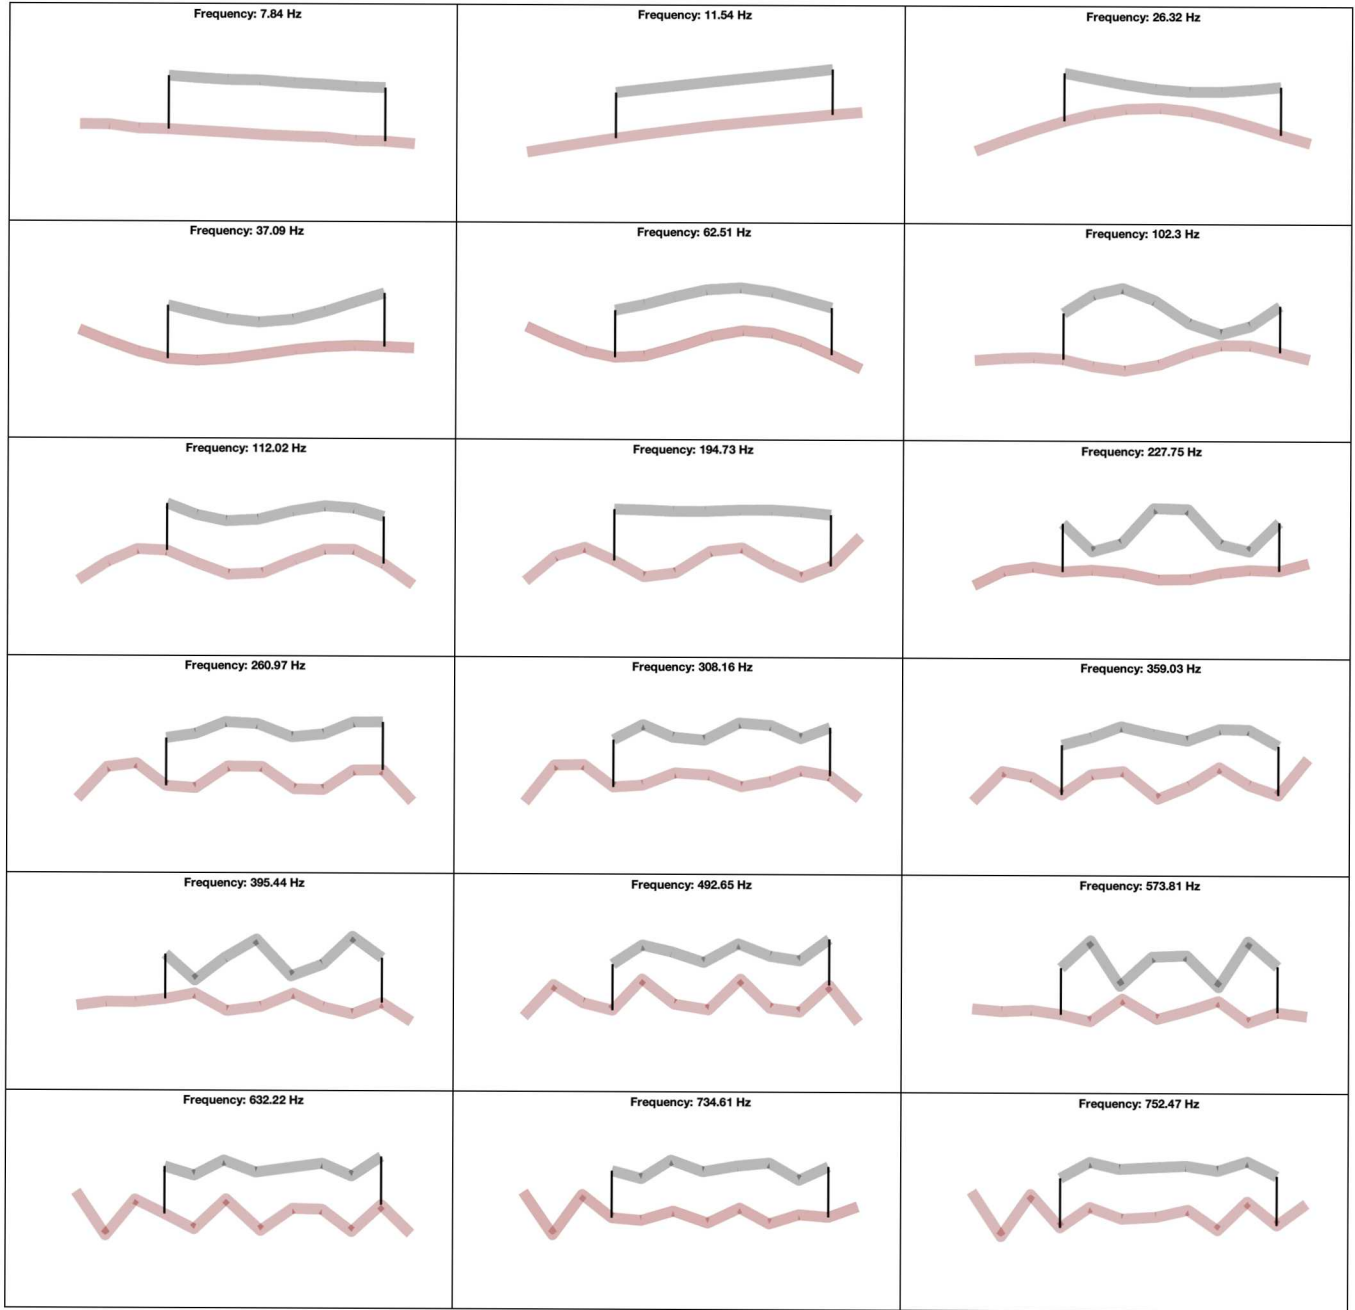 Frequency: 7.84 Hz
Frequency: 11.54 Hz
Frequency: 26.32 Hz
Frequency: 37.09 Hz
Frequency: 62.51 Hz
Frequency: 102.3 Hz
Frequency: 112.02 Hz
Frequency: 194.73 Hz
Frequency: 227.75 Hz
Frequency: 260.97 Hz
Frequency: 308.16 Hz
Frequency: 359.03 Hz
Frequency: 395.44 Hz
Frequency: 492.65 Hz
Frequency: 573.81 Hz
Frequency: 632.22 Hz
Frequency: 734.61 Hz
Frequency: 752.47 Hz